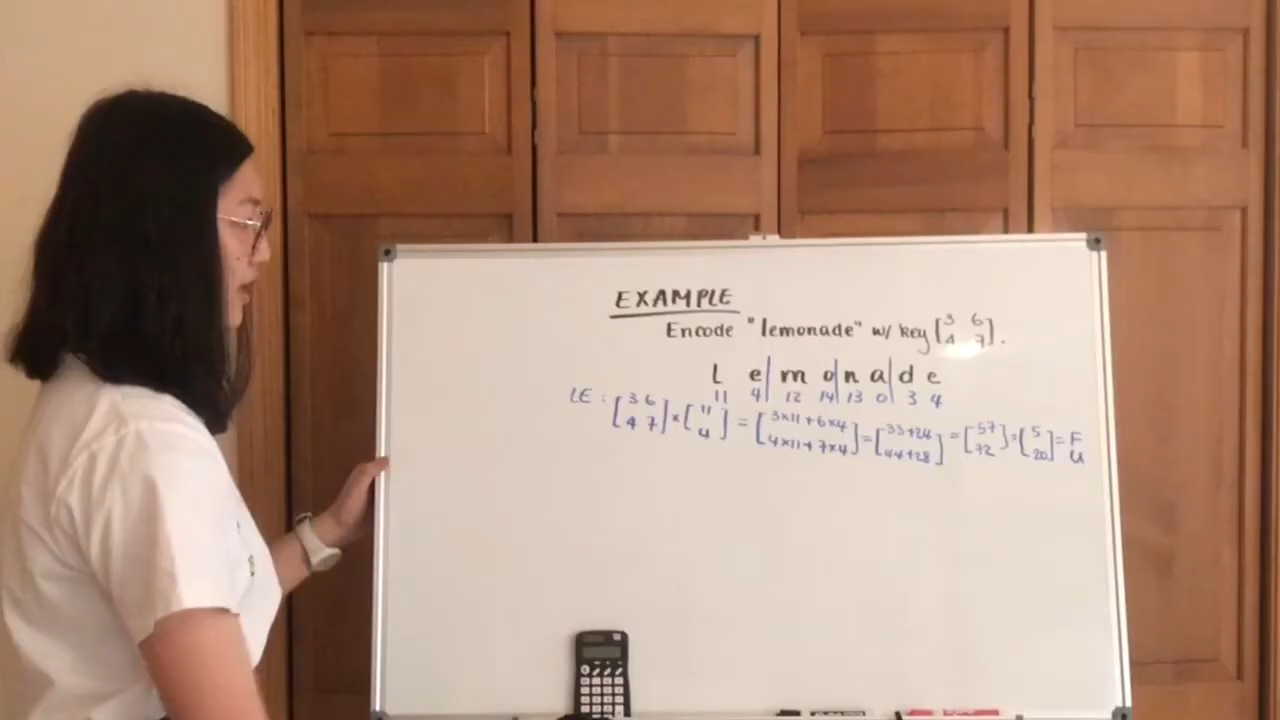 EXAMPLE
Encode "lemonade" w/ key [3 6
4 7].
L e | m o | n a | d e
11 4 12 14 13 0 3 4
LE: [3 6
4 7] × [11
4] = [3×11+6×4
4×11+7×4] = [33+24
44+28] = [57
72] = [5
20] = F
U